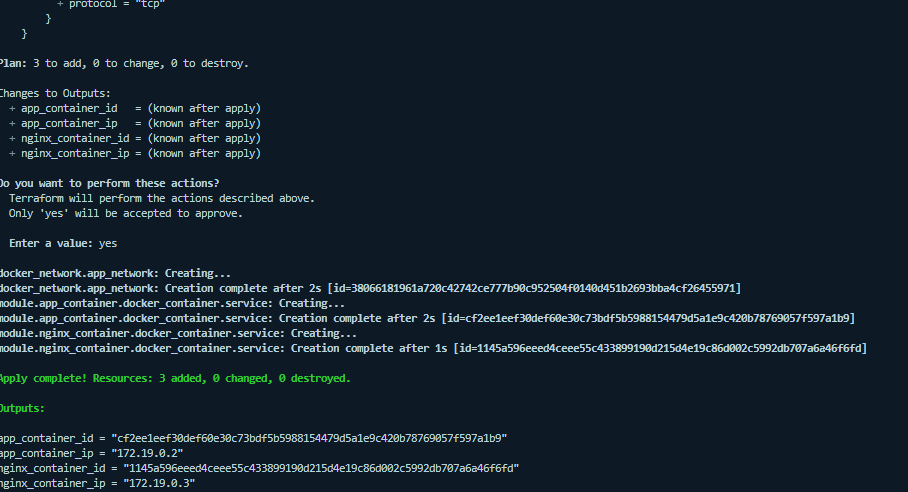 + protocol = "tcp"
}
}
Plan: 3 to add, 0 to change, 0 to destroy.
Changes to Outputs:
+ app_container_id   = (known after apply)
+ app_container_ip   = (known after apply)
+ nginx_container_id = (known after apply)
+ nginx_container_ip = (known after apply)
Do you want to perform these actions?
Terraform will perform the actions described above.
Only 'yes' will be accepted to approve.
Enter a value: yes
docker_network.app_network: Creating...
docker_network.app_network: Creation complete after 2s [id=38066181961a720c42742ce777b90c952504f0140d451b2693bba4cf26455971]
module.app_container.docker_container.service: Creating...
module.app_container.docker_container.service: Creation complete after 2s [id=cf2ee1eef30def60e30c73bdf5b5988154479d5a1e9c420b78769057f597a1b9]
module.nginx_container.docker_container.service: Creating...
module.nginx_container.docker_container.service: Creation complete after 1s [id=1145a596eeed4ceee55c433899190d215d4e19c86d002c5992db707a6a46f6fd]
Apply complete! Resources: 3 added, 0 changed, 0 destroyed.
Outputs:
app_container_id = "cf2ee1eef30def60e30c73bdf5b5988154479d5a1e9c420b78769057f597a1b9"
app_container_ip = "172.19.0.2"
nginx_container_id = "1145a596eeed4ceee55c433899190d215d4e19c86d002c5992db707a6a46f6fd"
nginx_container_ip = "172.19.0.3"